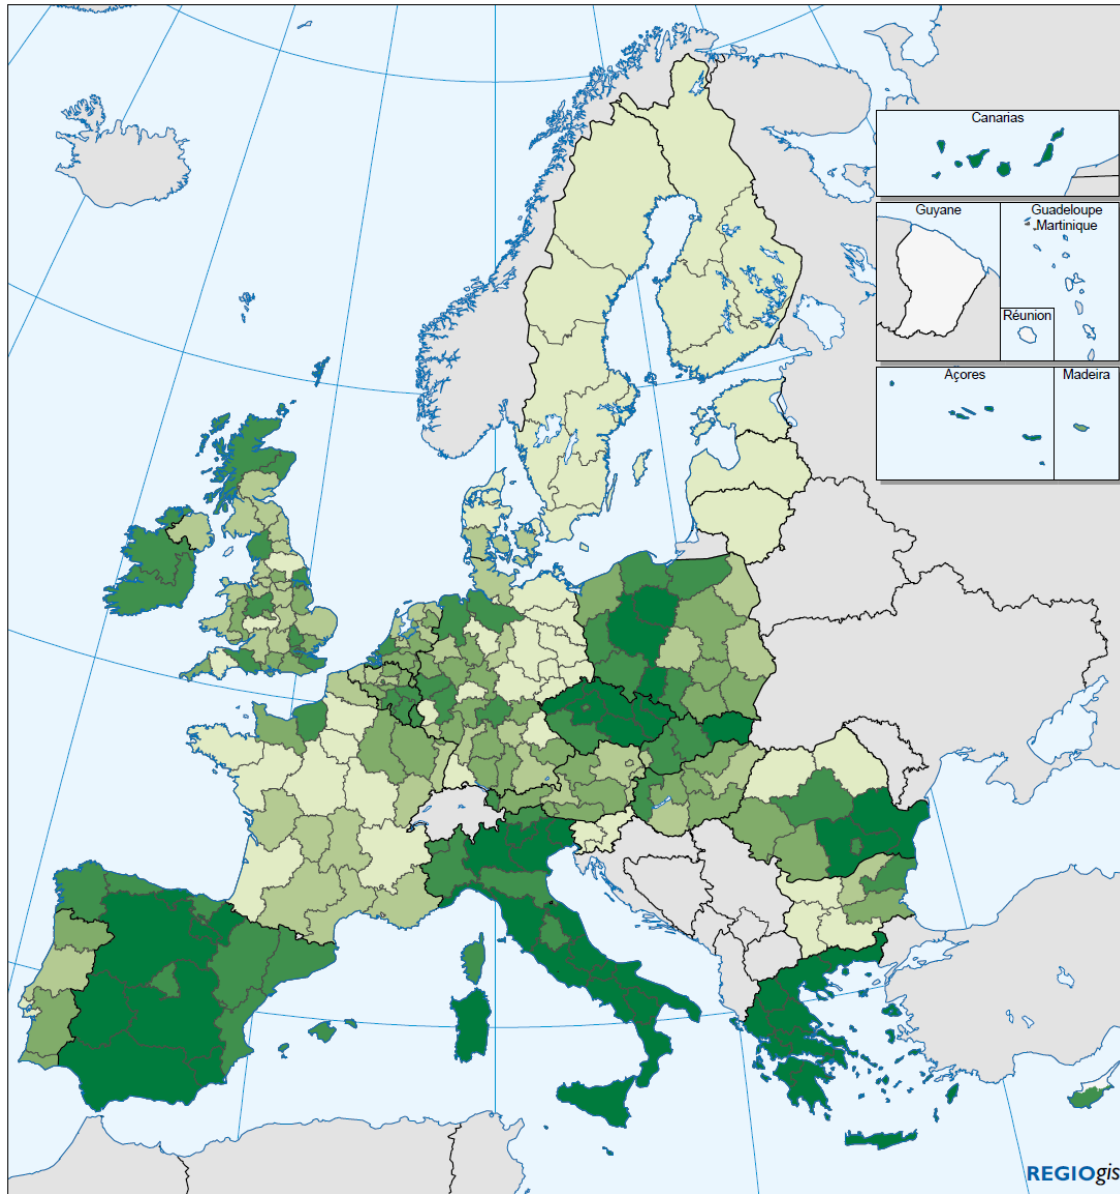 Canarias
Guyane
Guadeloupe
Martinique
Réunion
Açores
Madeira
REGIOgis